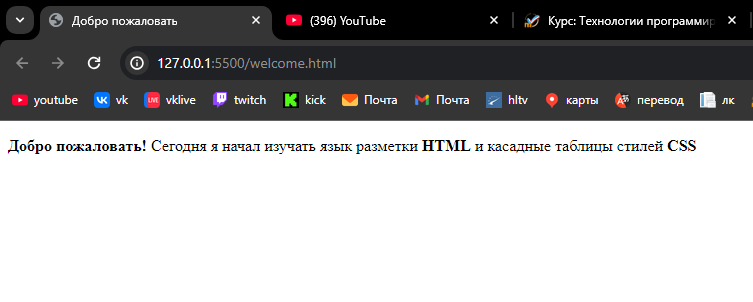 Добро пожаловать
(396) YouTube
Курс: Технологии программир
127.0.0.1:5500/welcome.html
youtube vk vklive twitch kick Почта Почта hltv карты перевод лк
Добро пожаловать! Сегодня я начал изучать язык разметки HTML и касадные таблицы стилей CSS